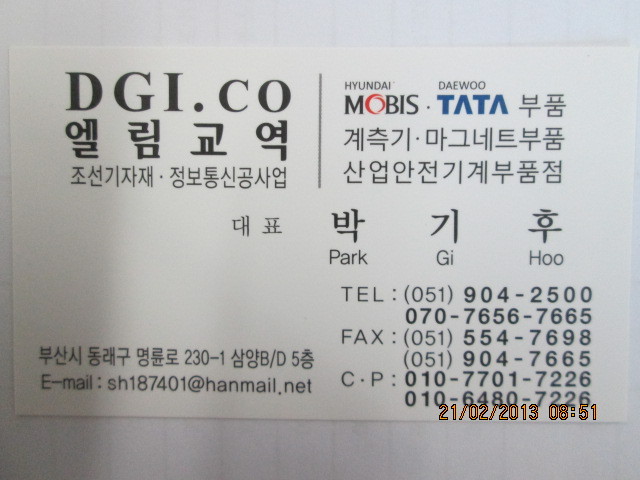 DGI.CO
엘림교역
조선기자재·정보통신공사업
HYUNDAI DAEWOO
MOBIS · TATA 부품
계측기·마그네트부품
산업안전기계부품점
대표 박기후
Park Gi Hoo
TEL : (051) 904-2500
070-7656-7665
FAX : (051) 554-7698
(051) 904-7665
C·P : 010-7701-7226
010-6480-7226
부산시 동래구 명륜로 230-1 삼양B/D 5층
E-mail : sh187401@hanmail.net
21/02/2013 08:51